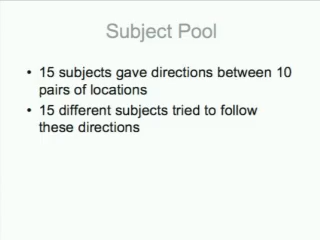 Subject Pool
• 15 subjects gave directions between 10
pairs of locations
• 15 different subjects tried to follow
these directions